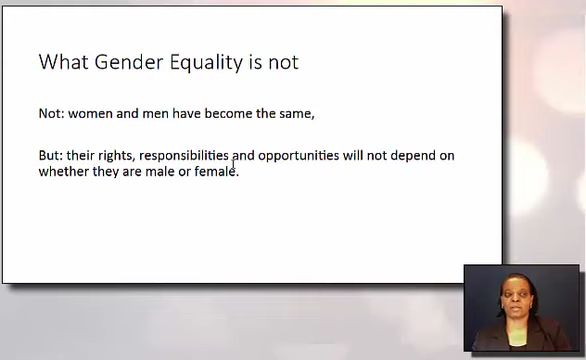 What Gender Equality is not
Not: women and men have become the same,
But: their rights, responsibilities and opportunities will not depend on
whether they are male or female.